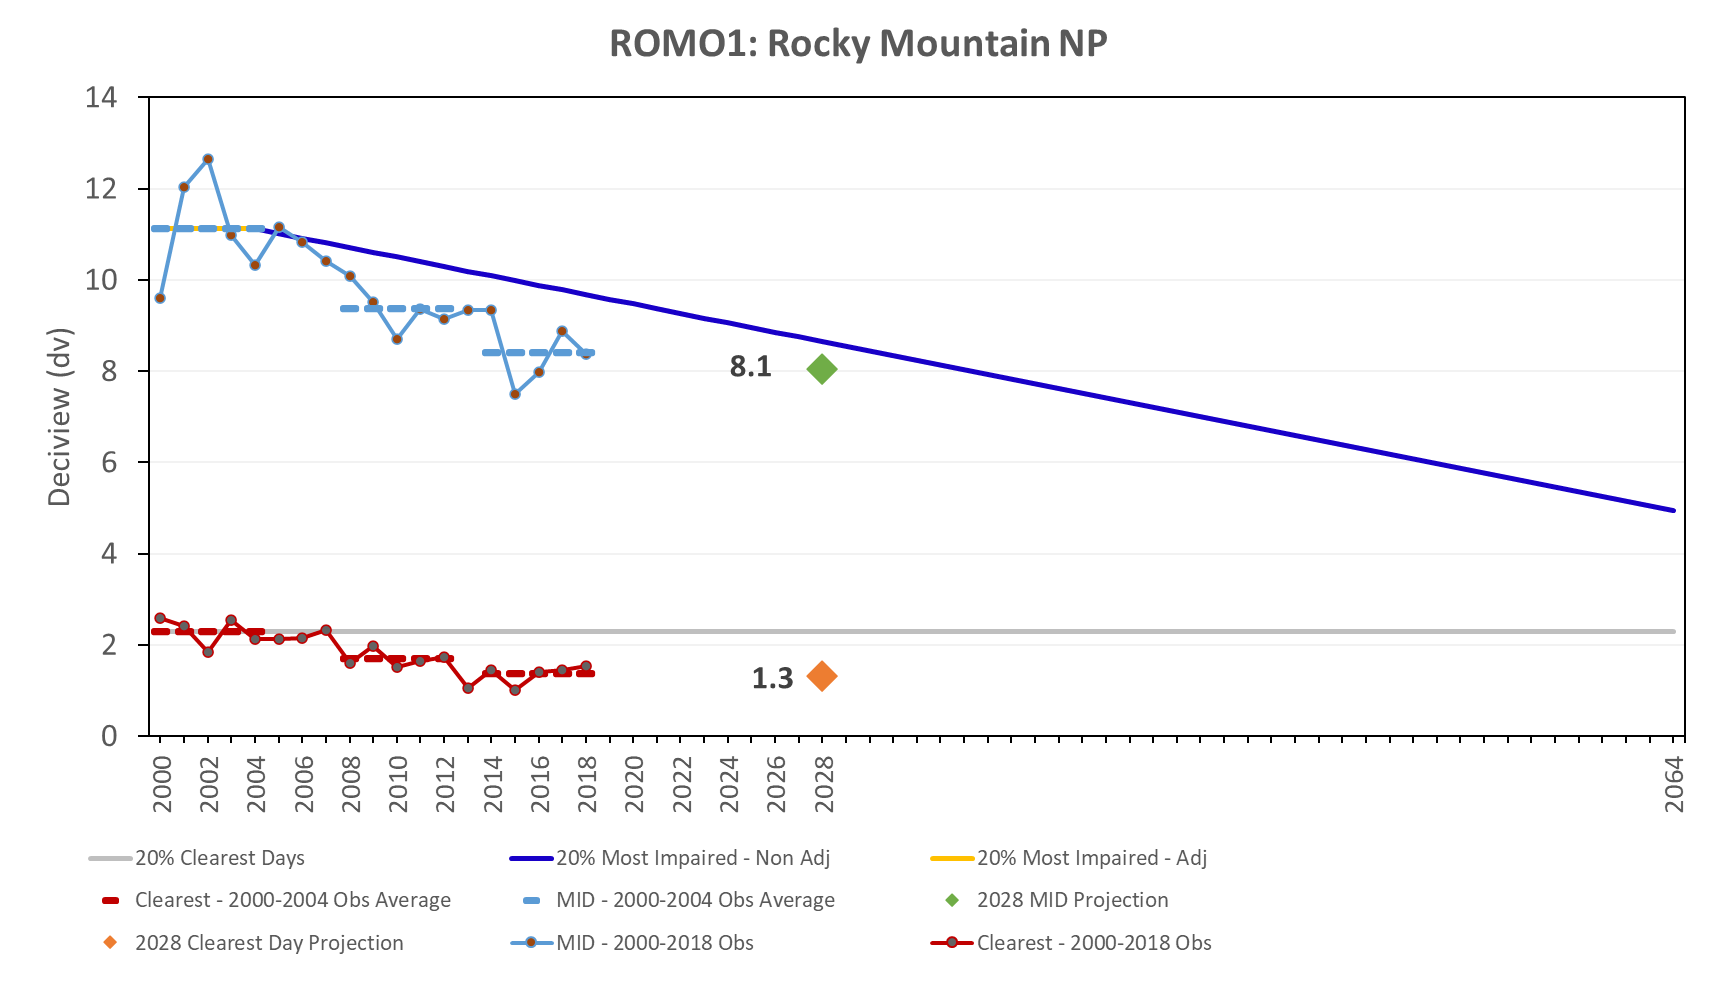 ROMO1: Rocky Mountain NP
14
12
10
8
6
4
2
0
Deciview (dv)
8.1
1.3
2000
2002
2004
2006
2008
2010
2012
2014
2016
2018
2020
2022
2024
2026
2028
2064
20% Clearest Days
20% Most Impaired - Non Adj
20% Most Impaired - Adj
Clearest - 2000-2004 Obs Average
MID - 2000-2004 Obs Average
2028 MID Projection
2028 Clearest Day Projection
MID - 2000-2018 Obs
Clearest - 2000-2018 Obs